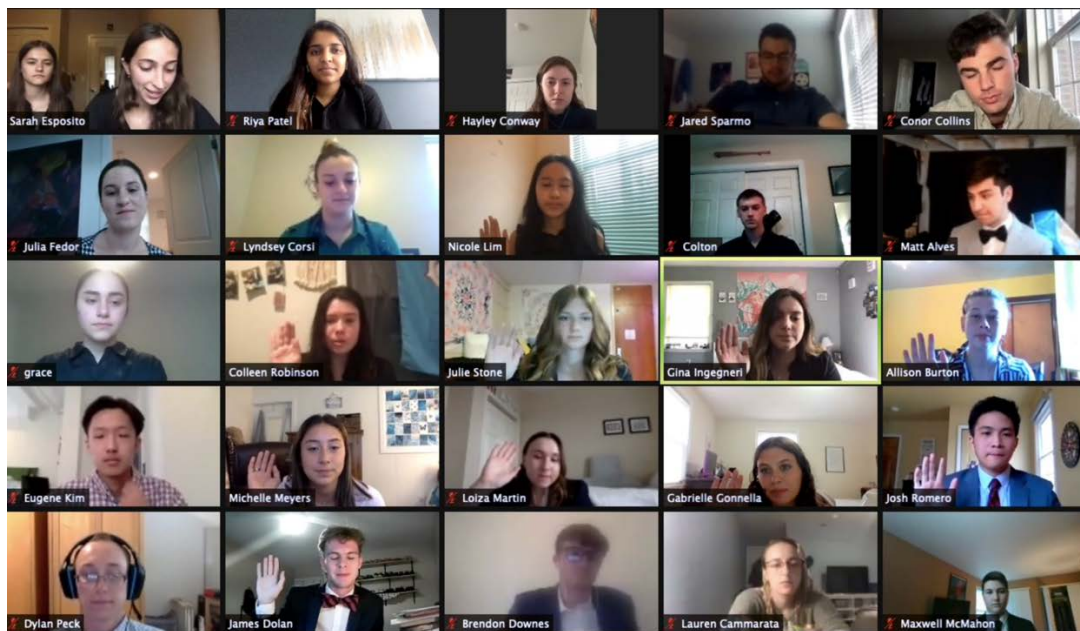 Sarah Esposito
Riya Patel
Hayley Conway
Jared Sparmo
Conor Collins
Julia Fedor
Lyndsey Corsi
Nicole Lim
Colton
Matt Alves
grace
Colleen Robinson
Julie Stone
Gina Ingegneri
Allison Burton
Eugene Kim
Michelle Meyers
Loiza Martin
Gabrielle Gonnella
Josh Romero
Dylan Peck
James Dolan
Brendon Downes
Lauren Cammarata
Maxwell McMahon